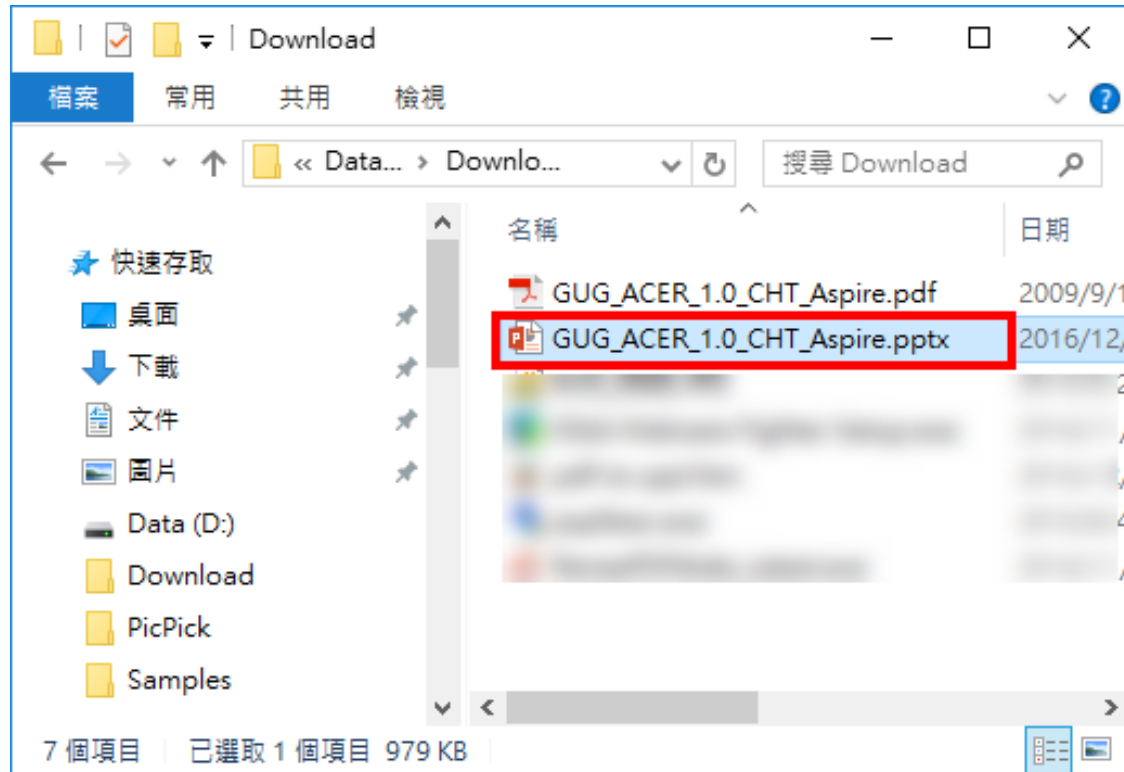 Download
檔案 常用 共用 檢視
« Data... › Downlo... 搜尋 Download
名稱 日期
快速存取
桌面
下載
文件
圖片
Data (D:)
Download
PicPick
Samples
GUG_ACER_1.0_CHT_Aspire.pdf 2009/9/1
GUG_ACER_1.0_CHT_Aspire.pptx 2016/12/
7 個項目 已選取 1 個項目 979 KB